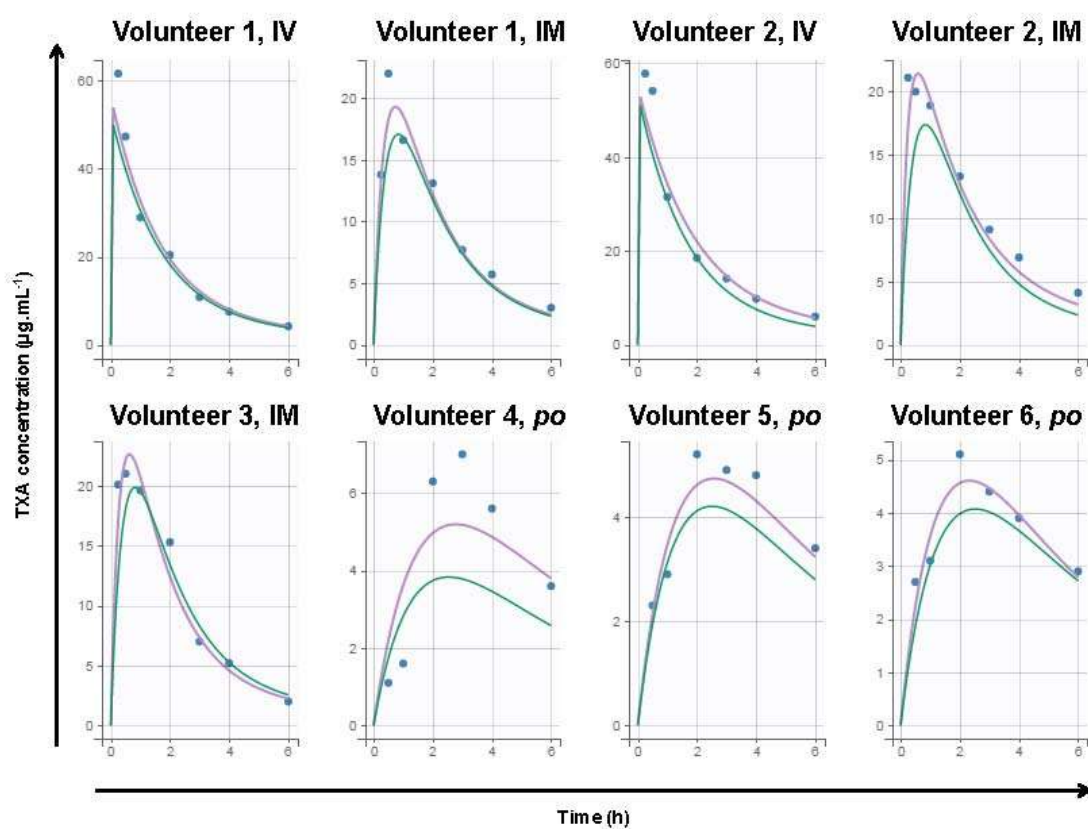 Volunteer 1, IV
Volunteer 1, IM
Volunteer 2, IV
Volunteer 2, IM
60
40
20
0
0 2 4 6
20
15
10
5
0
0 2 4 6
60
40
20
0
0 2 4 6
20
15
10
5
0
0 2 4 6
TXA concentration (µg.mL⁻¹)
Volunteer 3, IM
Volunteer 4, po
Volunteer 5, po
Volunteer 6, po
20
15
10
5
0
0 2 4 6
6
4
2
0
0 2 4 6
4
2
0
0 2 4 6
5
4
3
2
1
0
0 2 4 6
Time (h)